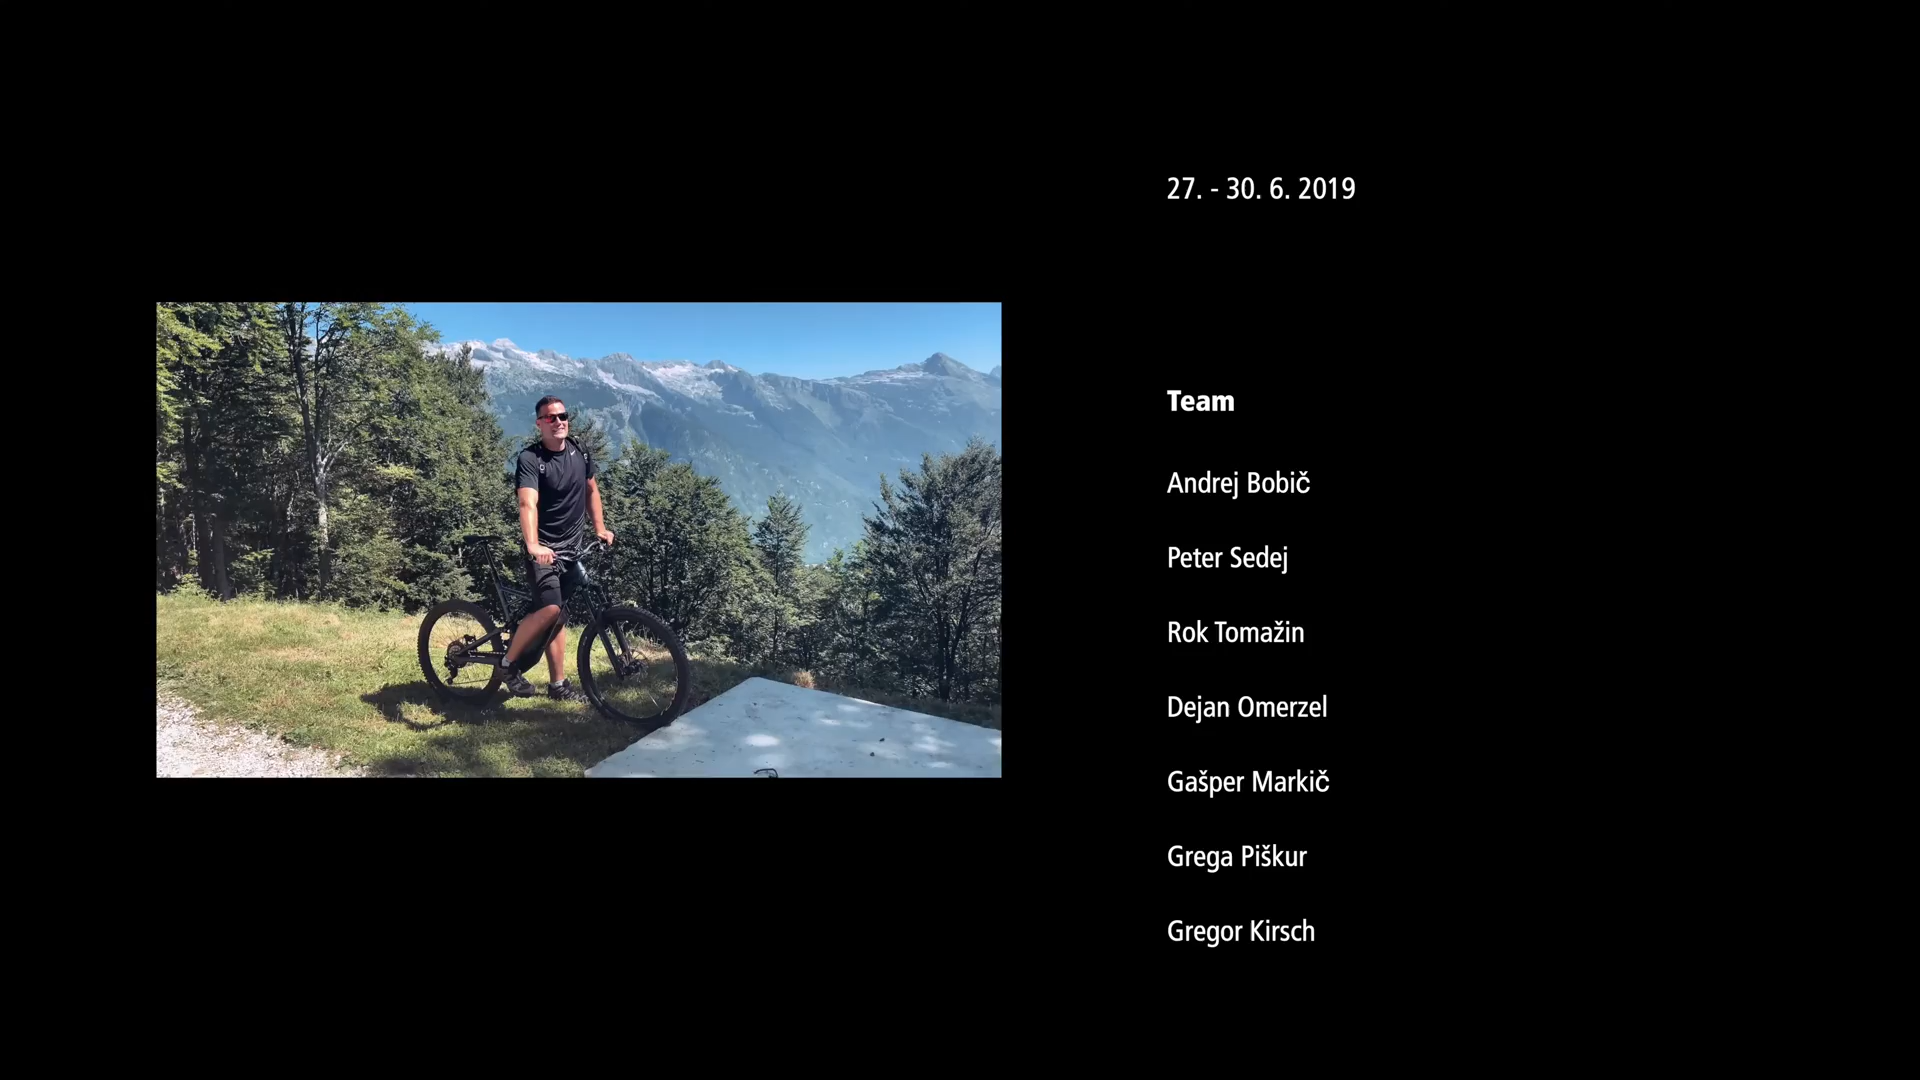 27. - 30. 6. 2019
Team
Andrej Bobič
Peter Sedej
Rok Tomažin
Dejan Omerzel
Gašper Markič
Grega Piškur
Gregor Kirsch